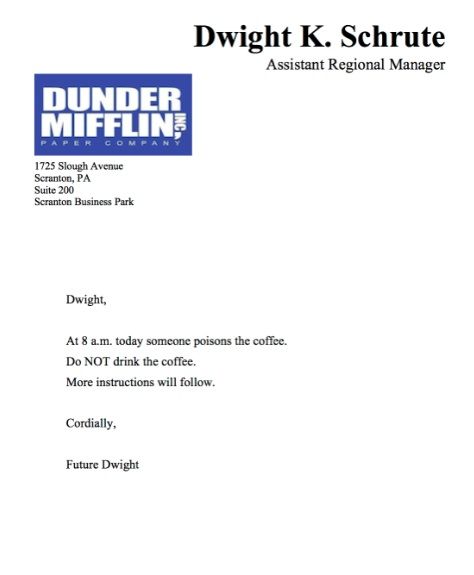 Dwight K. Schrute
Assistant Regional Manager
DUNDER
MIFFLIN INC,
PAPER COMPANY
1725 Slough Avenue
Scranton, PA
Suite 200
Scranton Business Park
Dwight,
At 8 a.m. today someone poisons the coffee.
Do NOT drink the coffee.
More instructions will follow.
Cordially,
Future Dwight